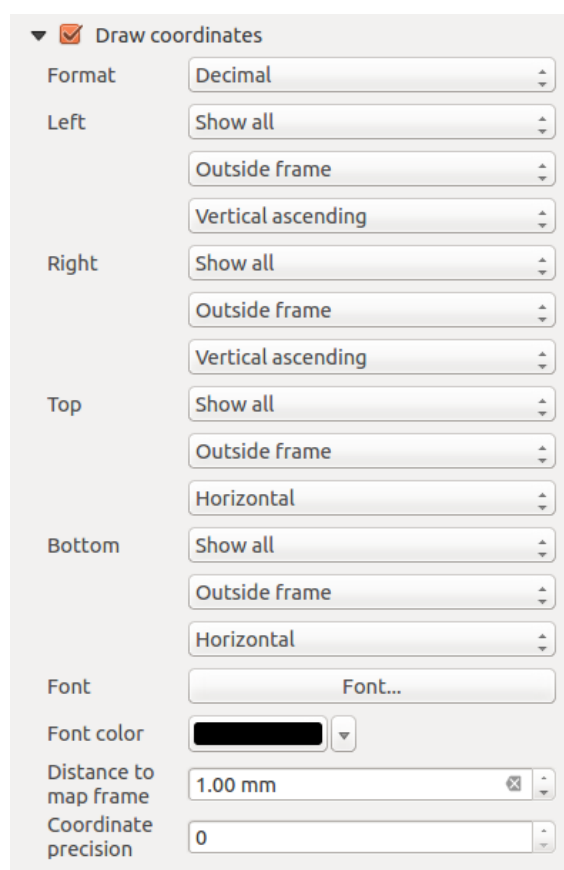 Draw coordinates
Format Decimal
Left Show all
Outside frame
Vertical ascending
Right Show all
Outside frame
Vertical ascending
Top Show all
Outside frame
Horizontal
Bottom Show all
Outside frame
Horizontal
Font Font...
Font color
Distance to
map frame 1.00 mm
Coordinate
precision 0